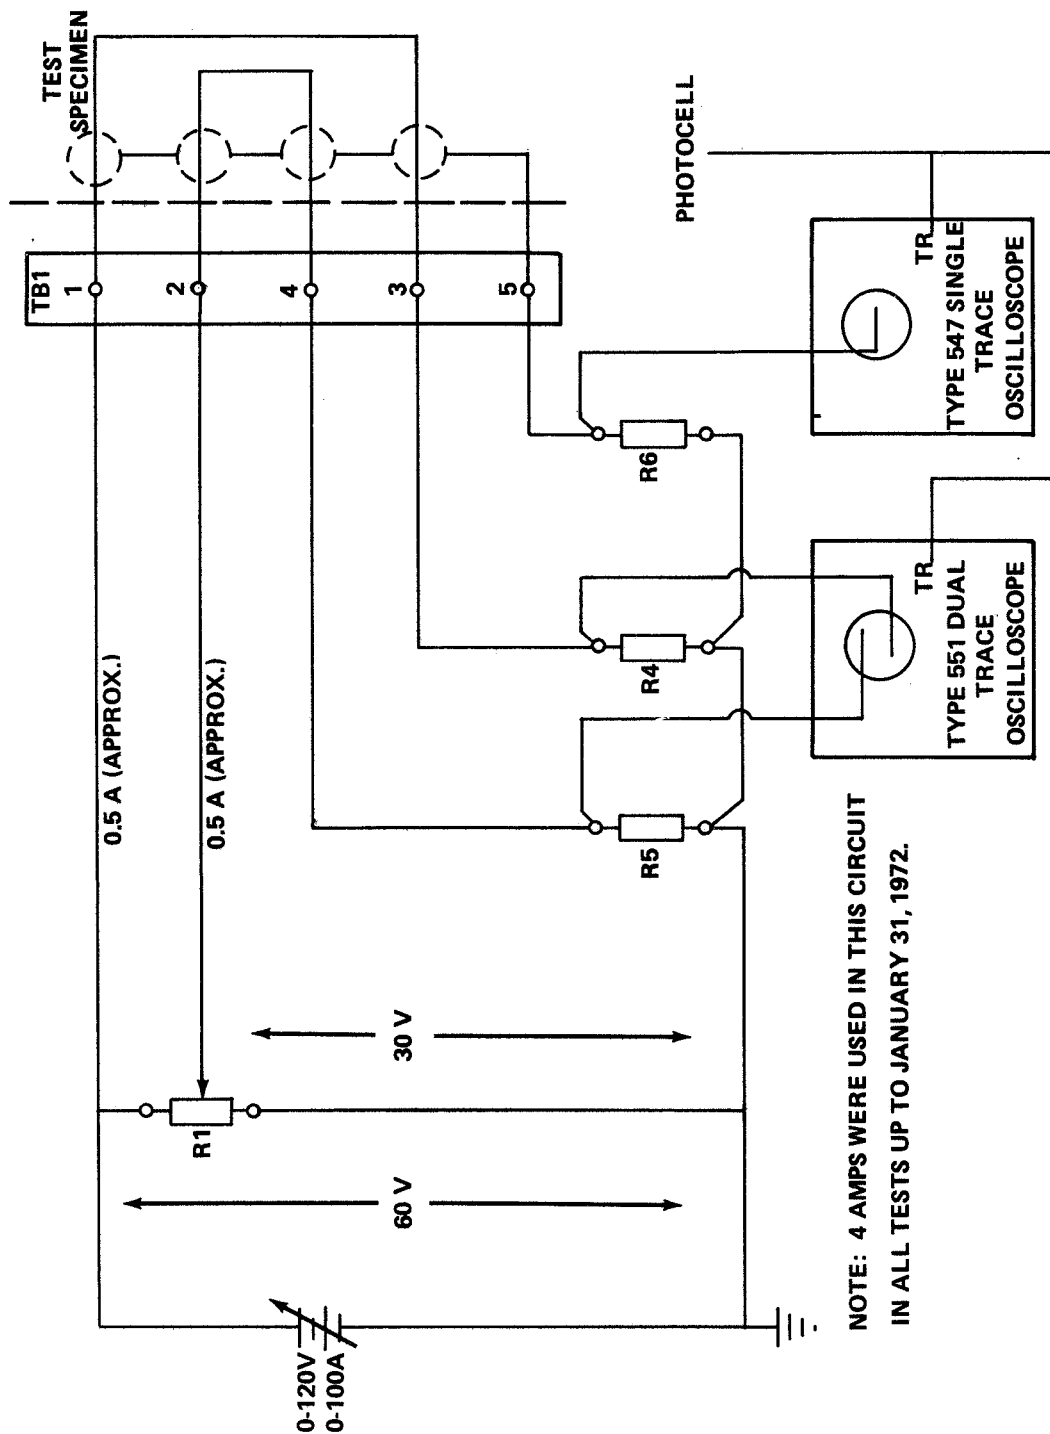 TEST
SPECIMEN
TB1
1
2
4
3
5
0.5 A (APPROX.)
0.5 A (APPROX.)
PHOTOCELL
R6
R4
R5
R1
30 V
60 V
0-120V
0-100A
TR
TYPE 547 SINGLE
TRACE
OSCILLOSCOPE
TR
TYPE 551 DUAL
TRACE
OSCILLOSCOPE
NOTE: 4 AMPS WERE USED IN THIS CIRCUIT
IN ALL TESTS UP TO JANUARY 31, 1972.